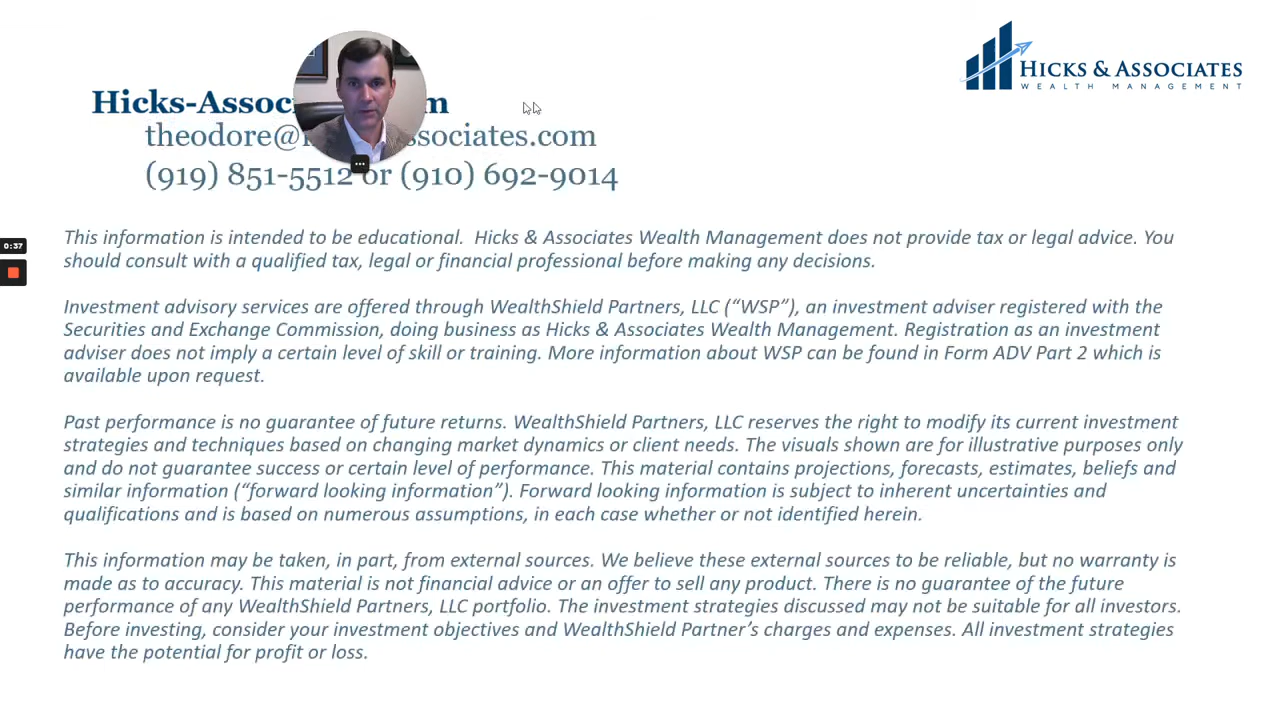 HICKS & ASSOCIATES
WEALTH MANAGEMENT
Hicks-Assoc m
theodore@ ssociates.com
(919) 851-5512 or (910) 692-9014
0:37
This information is intended to be educational.  Hicks & Associates Wealth Management does not provide tax or legal advice. You
should consult with a qualified tax, legal or financial professional before making any decisions.
Investment advisory services are offered through WealthShield Partners, LLC (“WSP”), an investment adviser registered with the
Securities and Exchange Commission, doing business as Hicks & Associates Wealth Management. Registration as an investment
adviser does not imply a certain level of skill or training. More information about WSP can be found in Form ADV Part 2 which is
available upon request.
Past performance is no guarantee of future returns. WealthShield Partners, LLC reserves the right to modify its current investment
strategies and techniques based on changing market dynamics or client needs. The visuals shown are for illustrative purposes only
and do not guarantee success or certain level of performance. This material contains projections, forecasts, estimates, beliefs and
similar information (“forward looking information”). Forward looking information is subject to inherent uncertainties and
qualifications and is based on numerous assumptions, in each case whether or not identified herein.
This information may be taken, in part, from external sources. We believe these external sources to be reliable, but no warranty is
made as to accuracy. This material is not financial advice or an offer to sell any product. There is no guarantee of the future
performance of any WealthShield Partners, LLC portfolio. The investment strategies discussed may not be suitable for all investors.
Before investing, consider your investment objectives and WealthShield Partner’s charges and expenses. All investment strategies
have the potential for profit or loss.